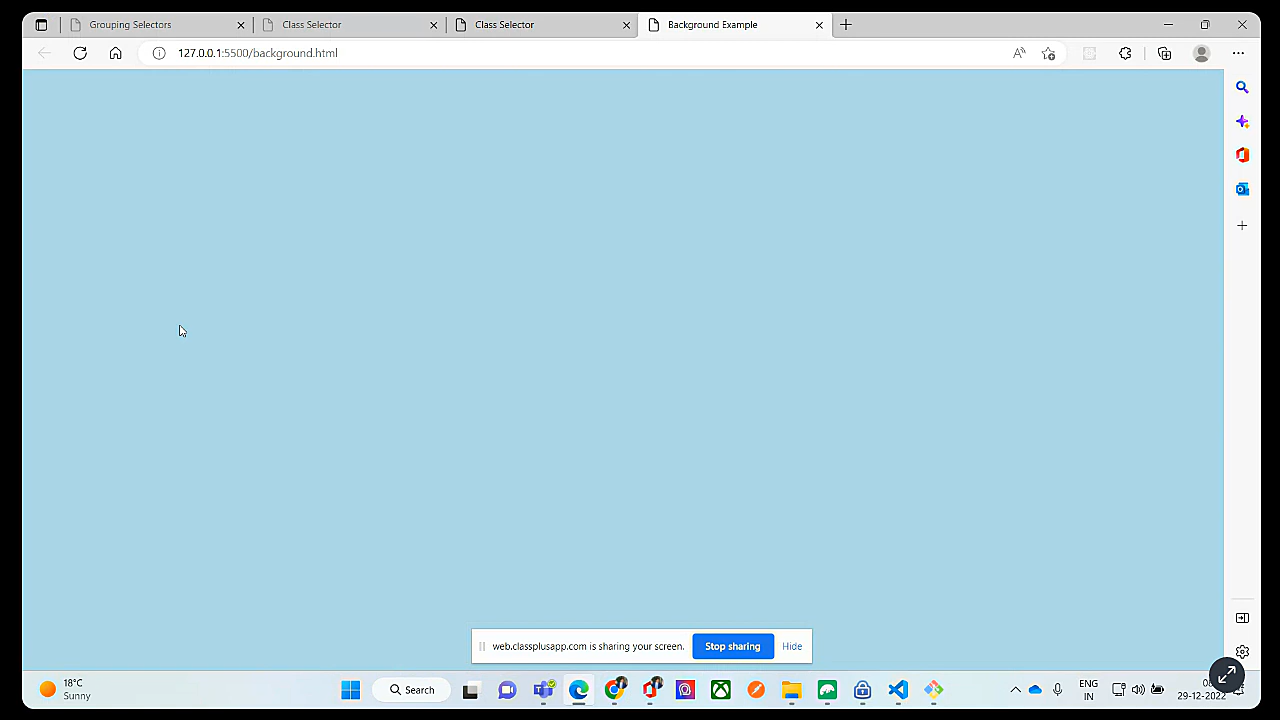 Grouping Selectors
Class Selector
Class Selector
Background Example
127.0.0.1:5500/background.html
web.classplusapp.com is sharing your screen.
Stop sharing
Hide
18°C
Sunny
Search
ENG
IN
29-12-2022